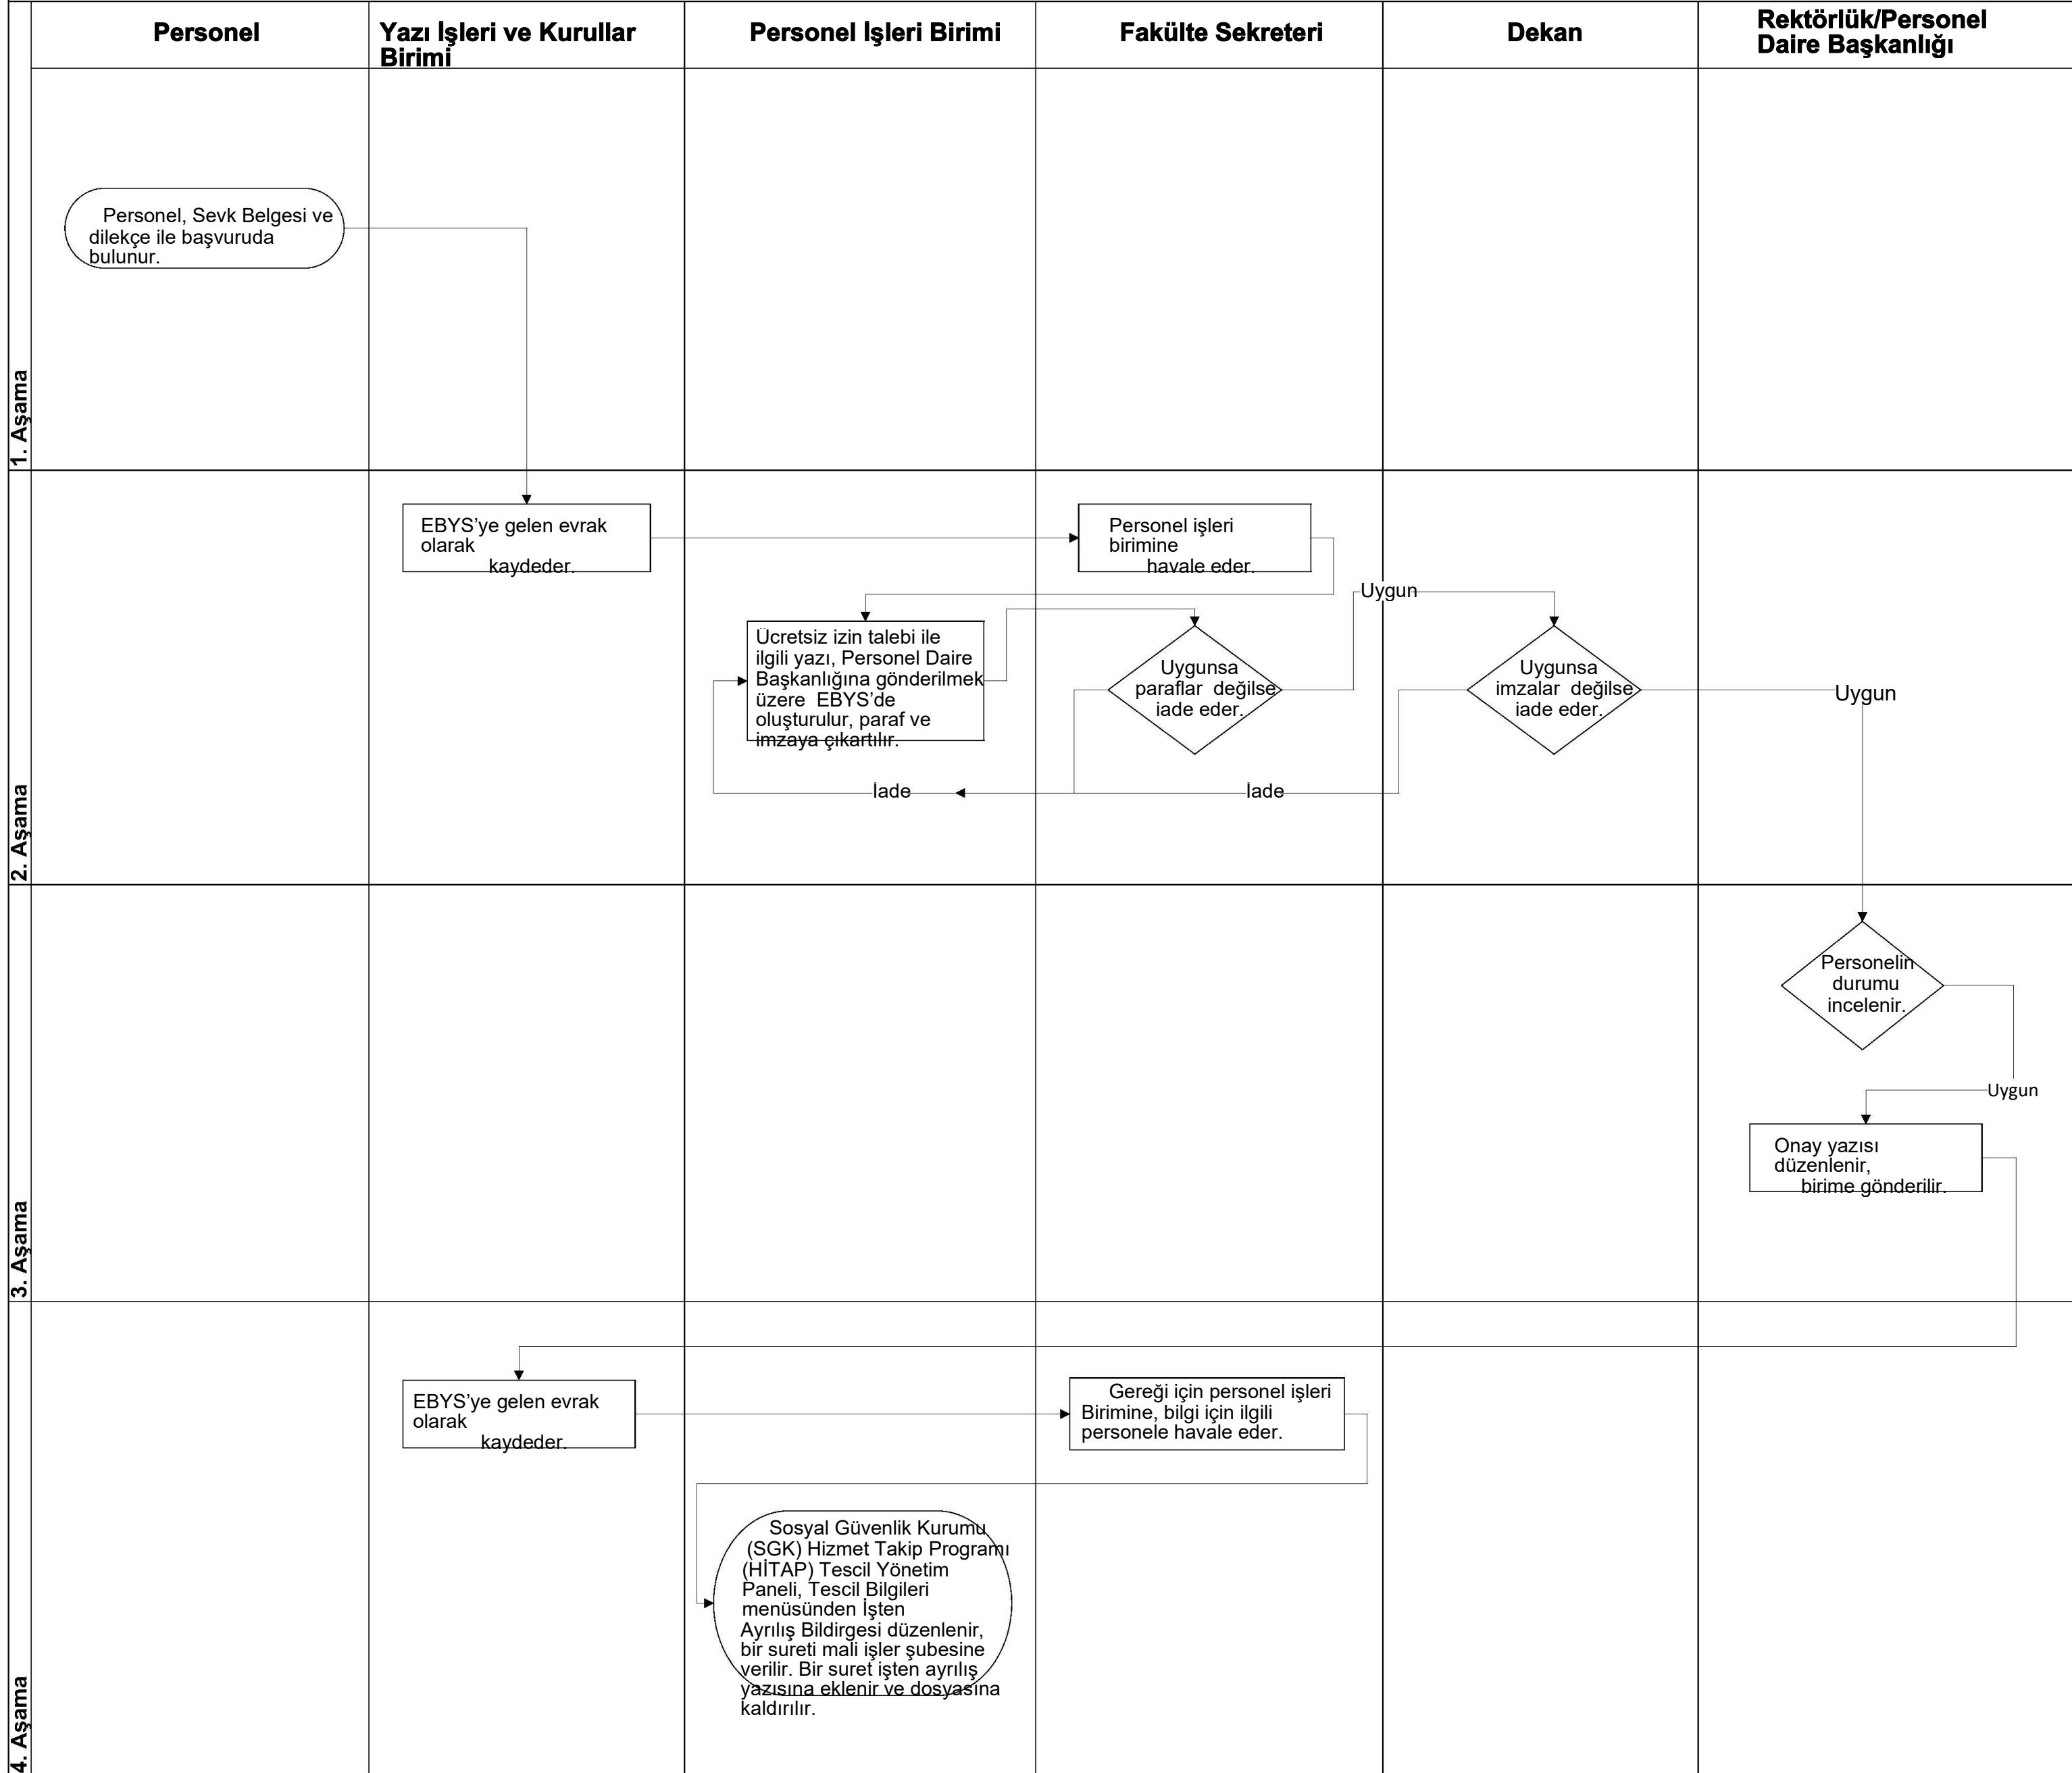 Personel
Yazı İşleri ve Kurullar
Birimi
Personel İşleri Birimi
Fakülte Sekreteri
Dekan
Rektörlük/Personel
Daire Başkanlığı
1. Aşama
Personel, Sevk Belgesi ve
dilekçe ile başvuruda
bulunur.
2. Aşama
EBYS’ye gelen evrak
olarak
kaydeder.
Personel işleri
birimine
havale eder.
Ücretsiz izin talebi ile
ilgili yazı, Personel Daire
Başkanlığına gönderilmek
üzere EBYS’de
oluşturulur, paraf ve
imzaya çıkartılır.
Uygunsa
paraflar değilse
iade eder.
Uygun
Uygunsa
imzalar değilse
iade eder.
Uygun
İade
İade
3. Aşama
Personelin
durumu
incelenir.
Uygun
Onay yazısı
düzenlenir,
birime gönderilir.
4. Aşama
EBYS’ye gelen evrak
olarak
kaydeder.
Gereği için personel işleri
Birimine, bilgi için ilgili
personele havale eder.
Sosyal Güvenlik Kurumu
(SGK) Hizmet Takip Programı
(HİTAP) Tescil Yönetim
Paneli, Tescil Bilgileri
menüsünden İşten
Ayrılış Bildirgesi düzenlenir,
bir sureti mali işler şubesine
verilir. Bir suret işten ayrılış
yazısına eklenir ve dosyasına
kaldırılır.